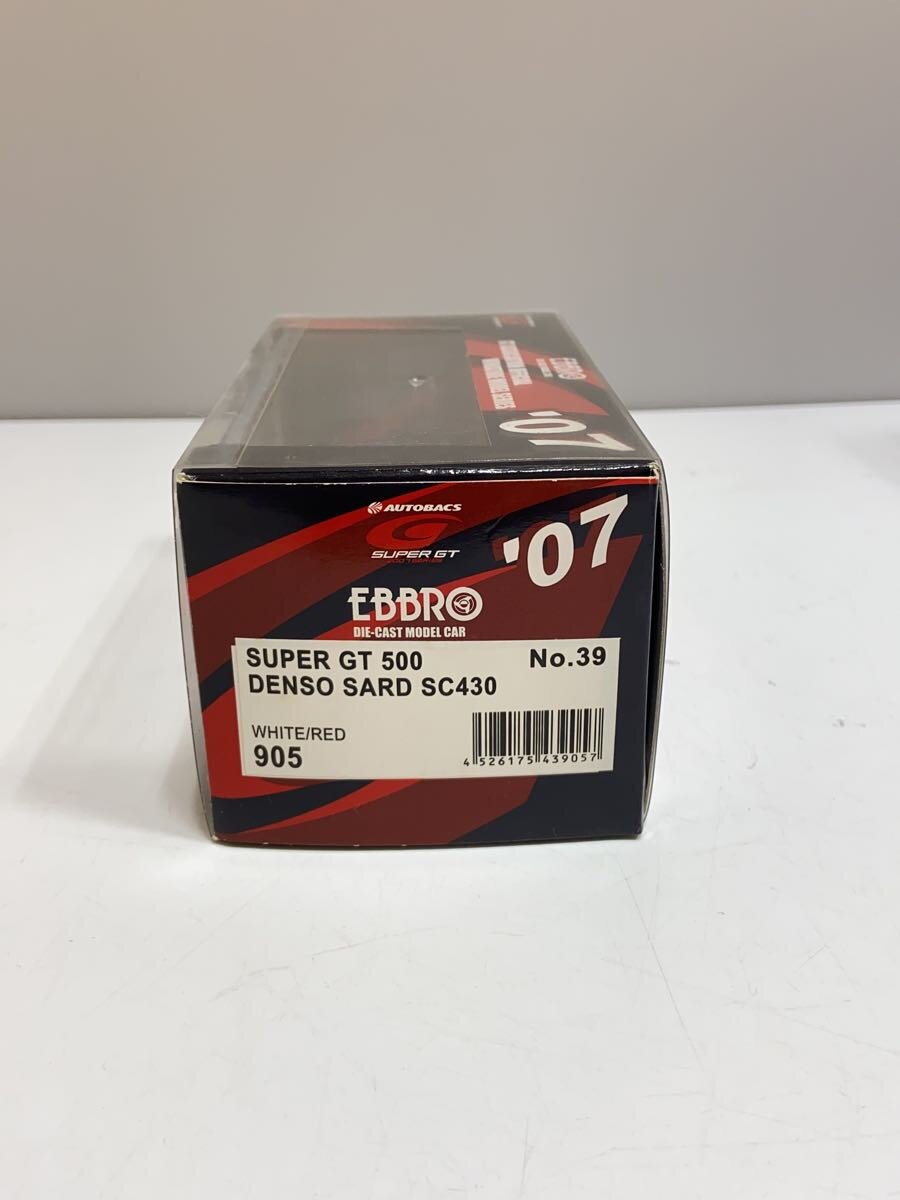 EBBRO
'07
AUTOBACS
SUPER GT
'07
EBBRO
DIE-CAST MODEL CAR
SUPER GT 500 No.39
DENSO SARD SC430
WHITE/RED
905
4 526175 439057